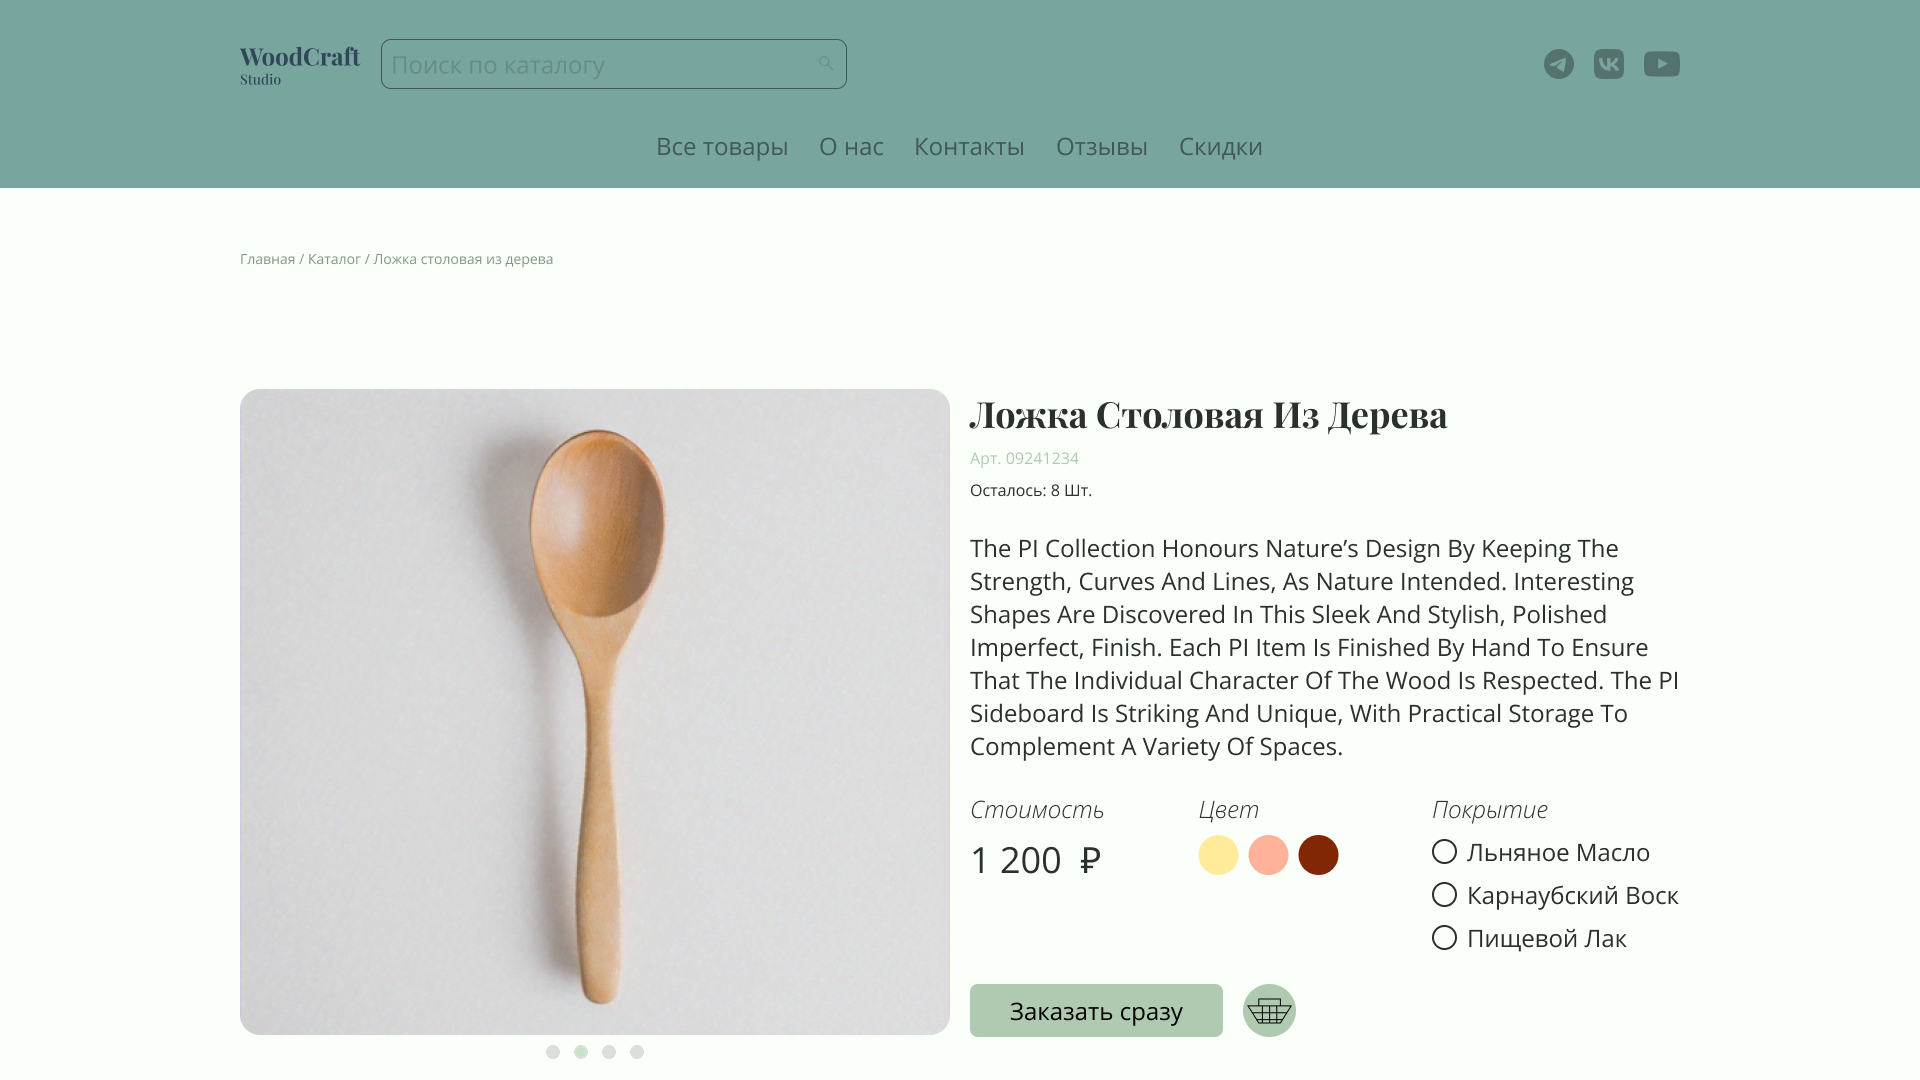 WoodCraft
Studio
Поиск по каталогу
Все товары О нас Контакты Отзывы Скидки
Главная / Каталог / Ложка столовая из дерева
Ложка Столовая Из Дерева
Арт. 09241234
Осталось: 8 Шт.
The PI Collection Honours Nature’s Design By Keeping The
Strength, Curves And Lines, As Nature Intended. Interesting
Shapes Are Discovered In This Sleek And Stylish, Polished
Imperfect, Finish. Each PI Item Is Finished By Hand To Ensure
That The Individual Character Of The Wood Is Respected. The PI
Sideboard Is Striking And Unique, With Practical Storage To
Complement A Variety Of Spaces.
Стоимость
1 200 ₽
Цвет
Покрытие
Льняное Масло
Карнаубский Воск
Пищевой Лак
Заказать сразу